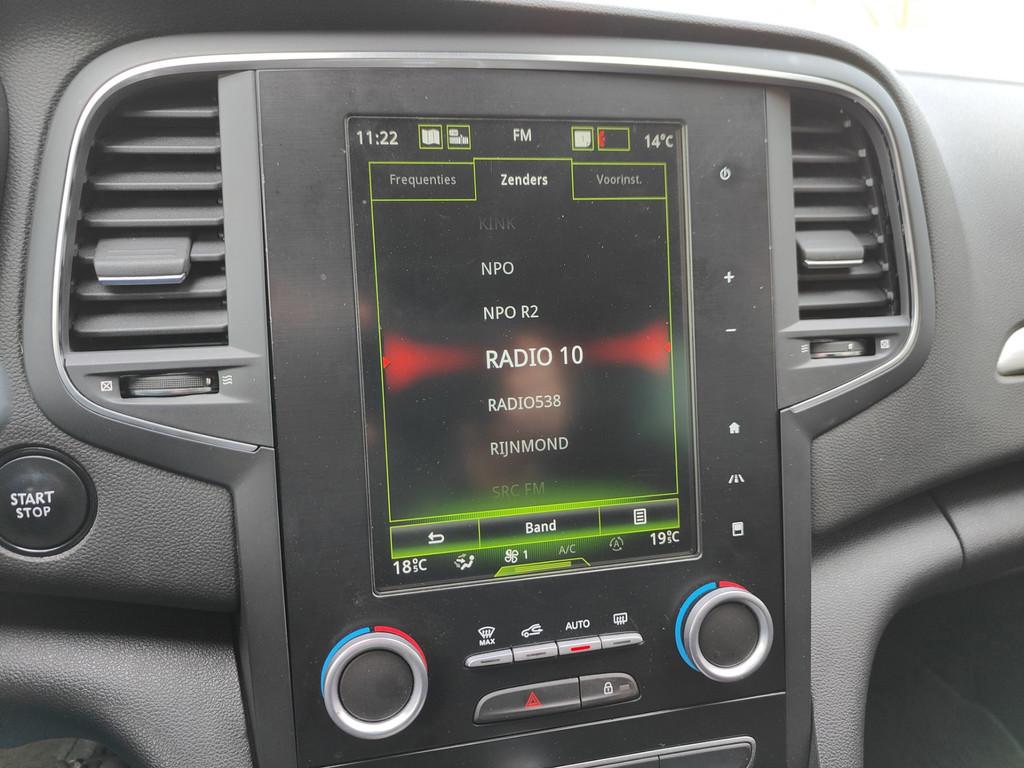 11:22 FM 14°C
Frequenties Zenders Voorinst.
KINK
NPO
NPO R2
RADIO 10
RADIO538
RIJNMOND
SRC FM
Band
18°C 1 A/C 19°C
START
STOP
MAX AUTO